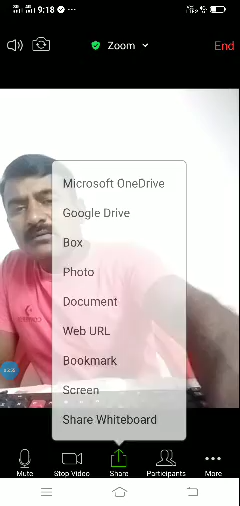 9:18
Zoom
End
Microsoft OneDrive
Google Drive
Box
Photo
Document
Web URL
Bookmark
Screen
Share Whiteboard
Mute Stop Video Share Participants More